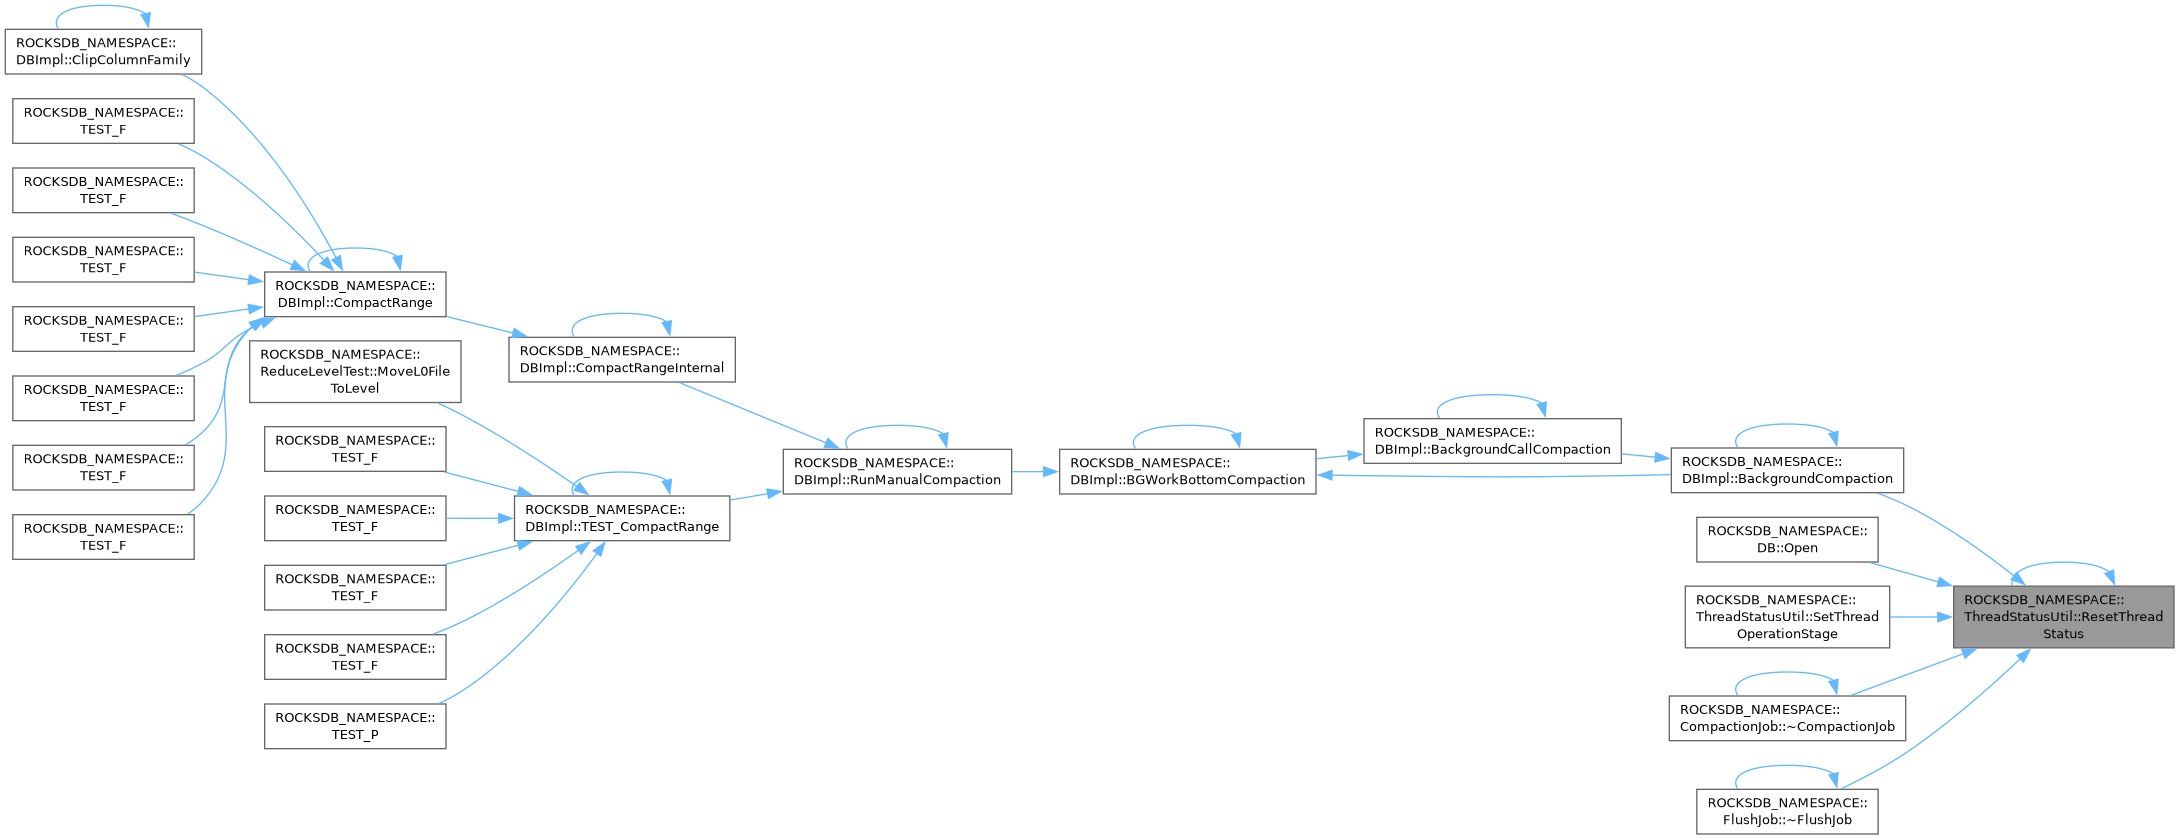 ROCKSDB_NAMESPACE::
DBImpl::ClipColumnFamily
ROCKSDB_NAMESPACE::
TEST_F
ROCKSDB_NAMESPACE::
TEST_F
ROCKSDB_NAMESPACE::
TEST_F
ROCKSDB_NAMESPACE::
TEST_F
ROCKSDB_NAMESPACE::
TEST_F
ROCKSDB_NAMESPACE::
TEST_F
ROCKSDB_NAMESPACE::
TEST_F
ROCKSDB_NAMESPACE::
DBImpl::CompactRange
ROCKSDB_NAMESPACE::
ReduceLevelTest::MoveL0File
ToLevel
ROCKSDB_NAMESPACE::
TEST_F
ROCKSDB_NAMESPACE::
TEST_F
ROCKSDB_NAMESPACE::
TEST_F
ROCKSDB_NAMESPACE::
TEST_F
ROCKSDB_NAMESPACE::
TEST_P
ROCKSDB_NAMESPACE::
DBImpl::CompactRangeInternal
ROCKSDB_NAMESPACE::
DBImpl::TEST_CompactRange
ROCKSDB_NAMESPACE::
DBImpl::RunManualCompaction
ROCKSDB_NAMESPACE::
DBImpl::BGWorkBottomCompaction
ROCKSDB_NAMESPACE::
DBImpl::BackgroundCallCompaction
ROCKSDB_NAMESPACE::
DBImpl::BackgroundCompaction
ROCKSDB_NAMESPACE::
DB::Open
ROCKSDB_NAMESPACE::
ThreadStatusUtil::SetThread
OperationStage
ROCKSDB_NAMESPACE::
CompactionJob::~CompactionJob
ROCKSDB_NAMESPACE::
FlushJob::~FlushJob
ROCKSDB_NAMESPACE::
ThreadStatusUtil::ResetThread
Status